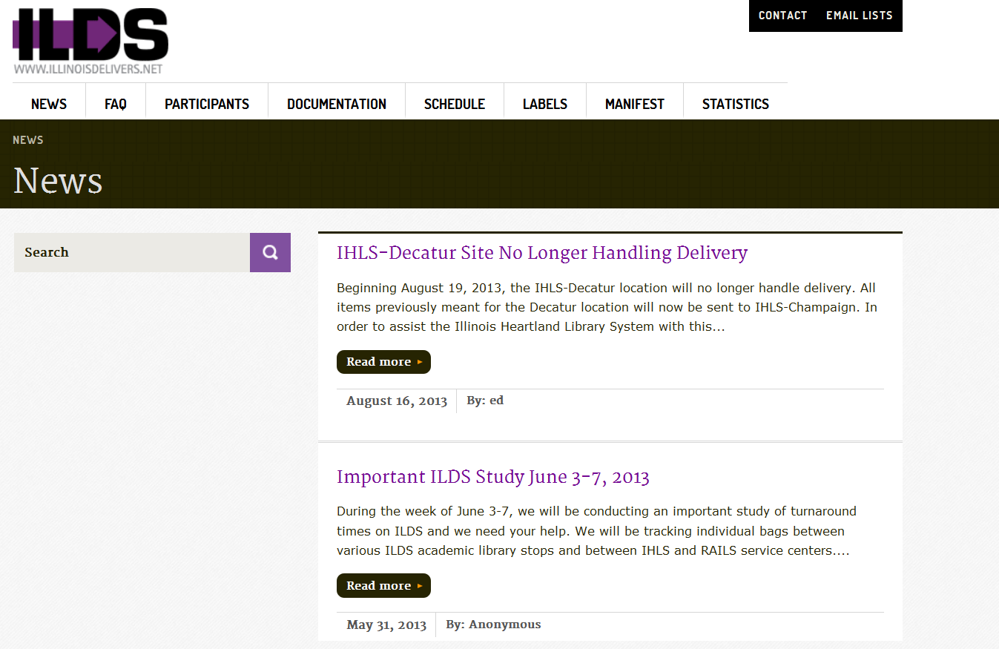 ILDS
WWW.ILLINOISDELIVERS.NET
CONTACT EMAIL LISTS
NEWS FAQ PARTICIPANTS DOCUMENTATION SCHEDULE LABELS MANIFEST STATISTICS
NEWS
News
Search
IHLS-Decatur Site No Longer Handling Delivery
Beginning August 19, 2013, the IHLS-Decatur location will no longer handle delivery. All
items previously meant for the Decatur location will now be sent to IHLS-Champaign. In
order to assist the Illinois Heartland Library System with this...
Read more
August 16, 2013 By: ed
Important ILDS Study June 3-7, 2013
During the week of June 3-7, we will be conducting an important study of turnaround
times on ILDS and we need your help. We will be tracking individual bags between
various ILDS academic library stops and between IHLS and RAILS service centers....
Read more
May 31, 2013 By: Anonymous